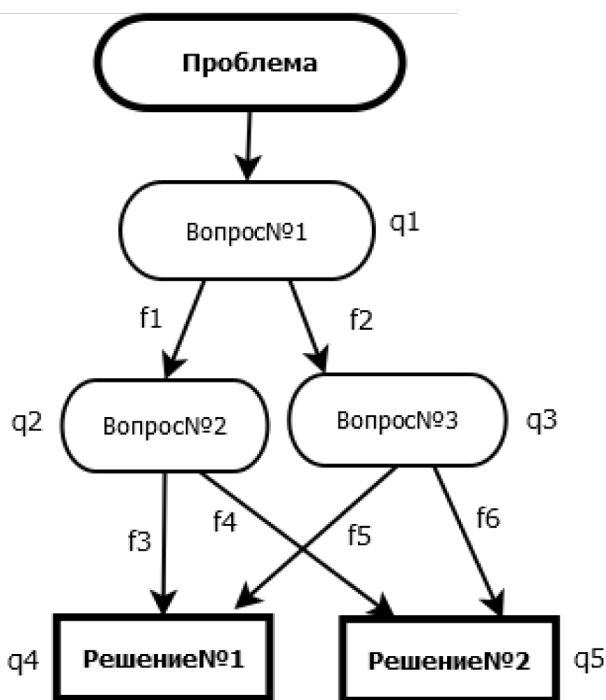 Проблема
Вопрос№1
q1
f1
f2
q2
Вопрос№2
Вопрос№3
q3
f3
f4
f5
f6
q4
Решение№1
Решение№2
q5